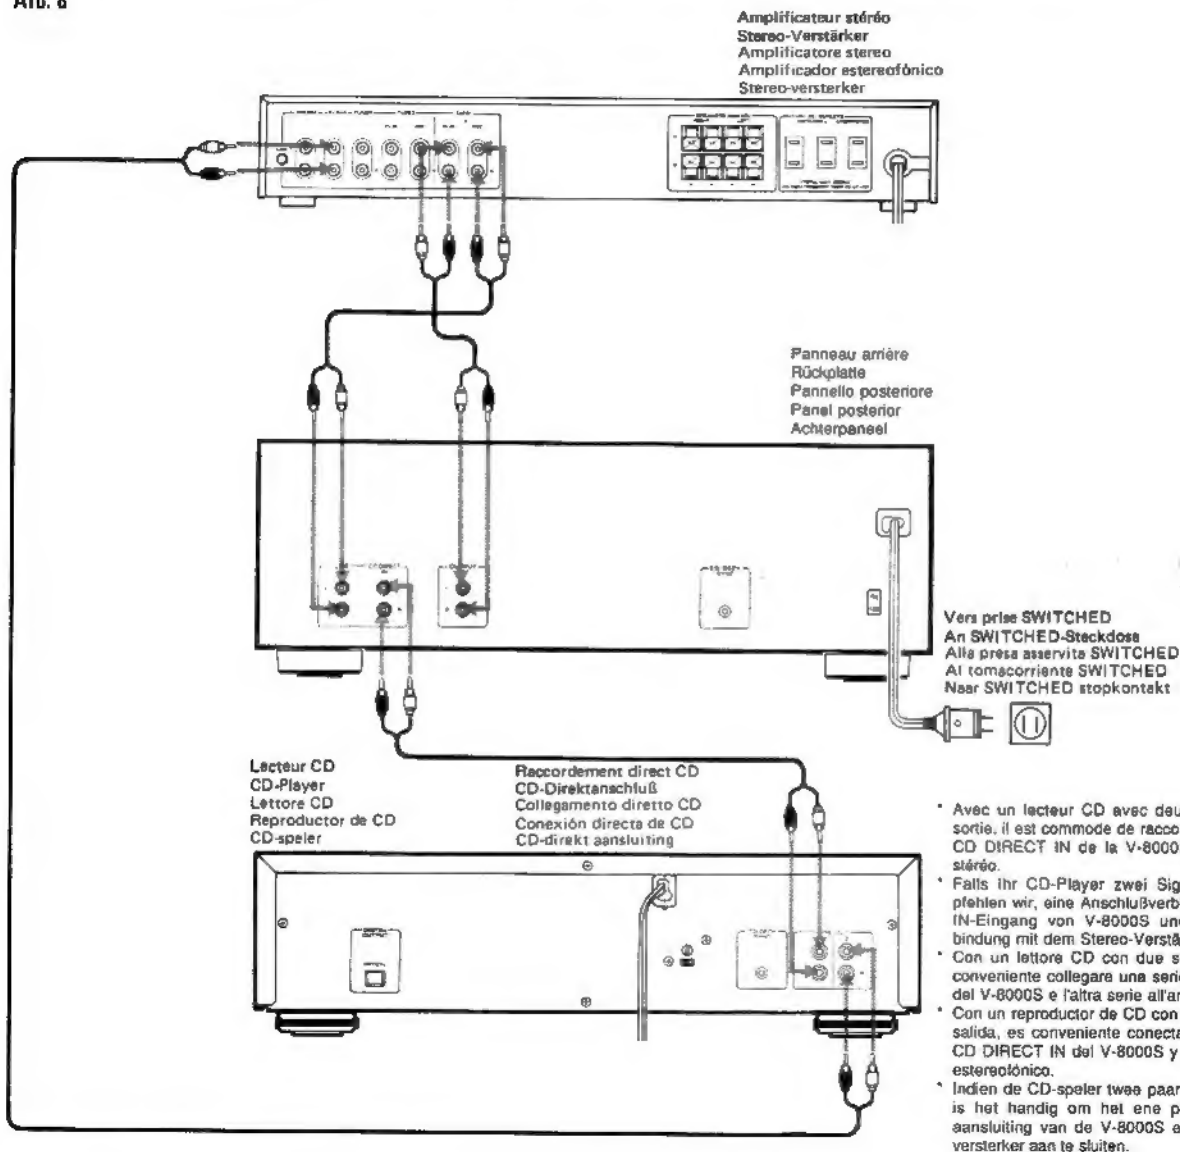 Amplificateur stéréo
Stereo-Verstärker
Amplificatore stereo
Amplificador estereofónico
Stereo-versterker
Panneau arrière
Rückplatte
Pannello posteriore
Panel posterior
Achterpaneel
Vers prise SWITCHED
An SWITCHED-Steckdose
Alla presa asservita SWITCHED
Al tomacorriente SWITCHED
Naar SWITCHED stopkontakt
Lecteur CD
CD-Player
Lettore CD
Reproductor de CD
CD-speler
Raccordement direct CD
CD-Direktanschluß
Collegamento diretto CD
Conexión directa de CD
CD-direkt aansluiting
* Avec un lecteur CD avec deu
sortie, il est commode de racco
CD DIRECT IN de la V-8000
stéréo.
* Falls Ihr CD-Player zwei Sig
pfehlen wir, eine Anschlußverb
IN-Eingang von V-8000S un
bindung mit dem Stereo-Verstä
* Con un lettore CD con due s
conveniente collegare una serie
del V-8000S e l'altra serie all'a
* Con un reproductor de CD con
salida, es conveniente conecta
CD DIRECT IN del V-8000S y
estereofónico.
* Indien de CD-speler twee paar
is het handig om het ene p
aansluiting van de V-8000S e
versterker aan te sluiten.